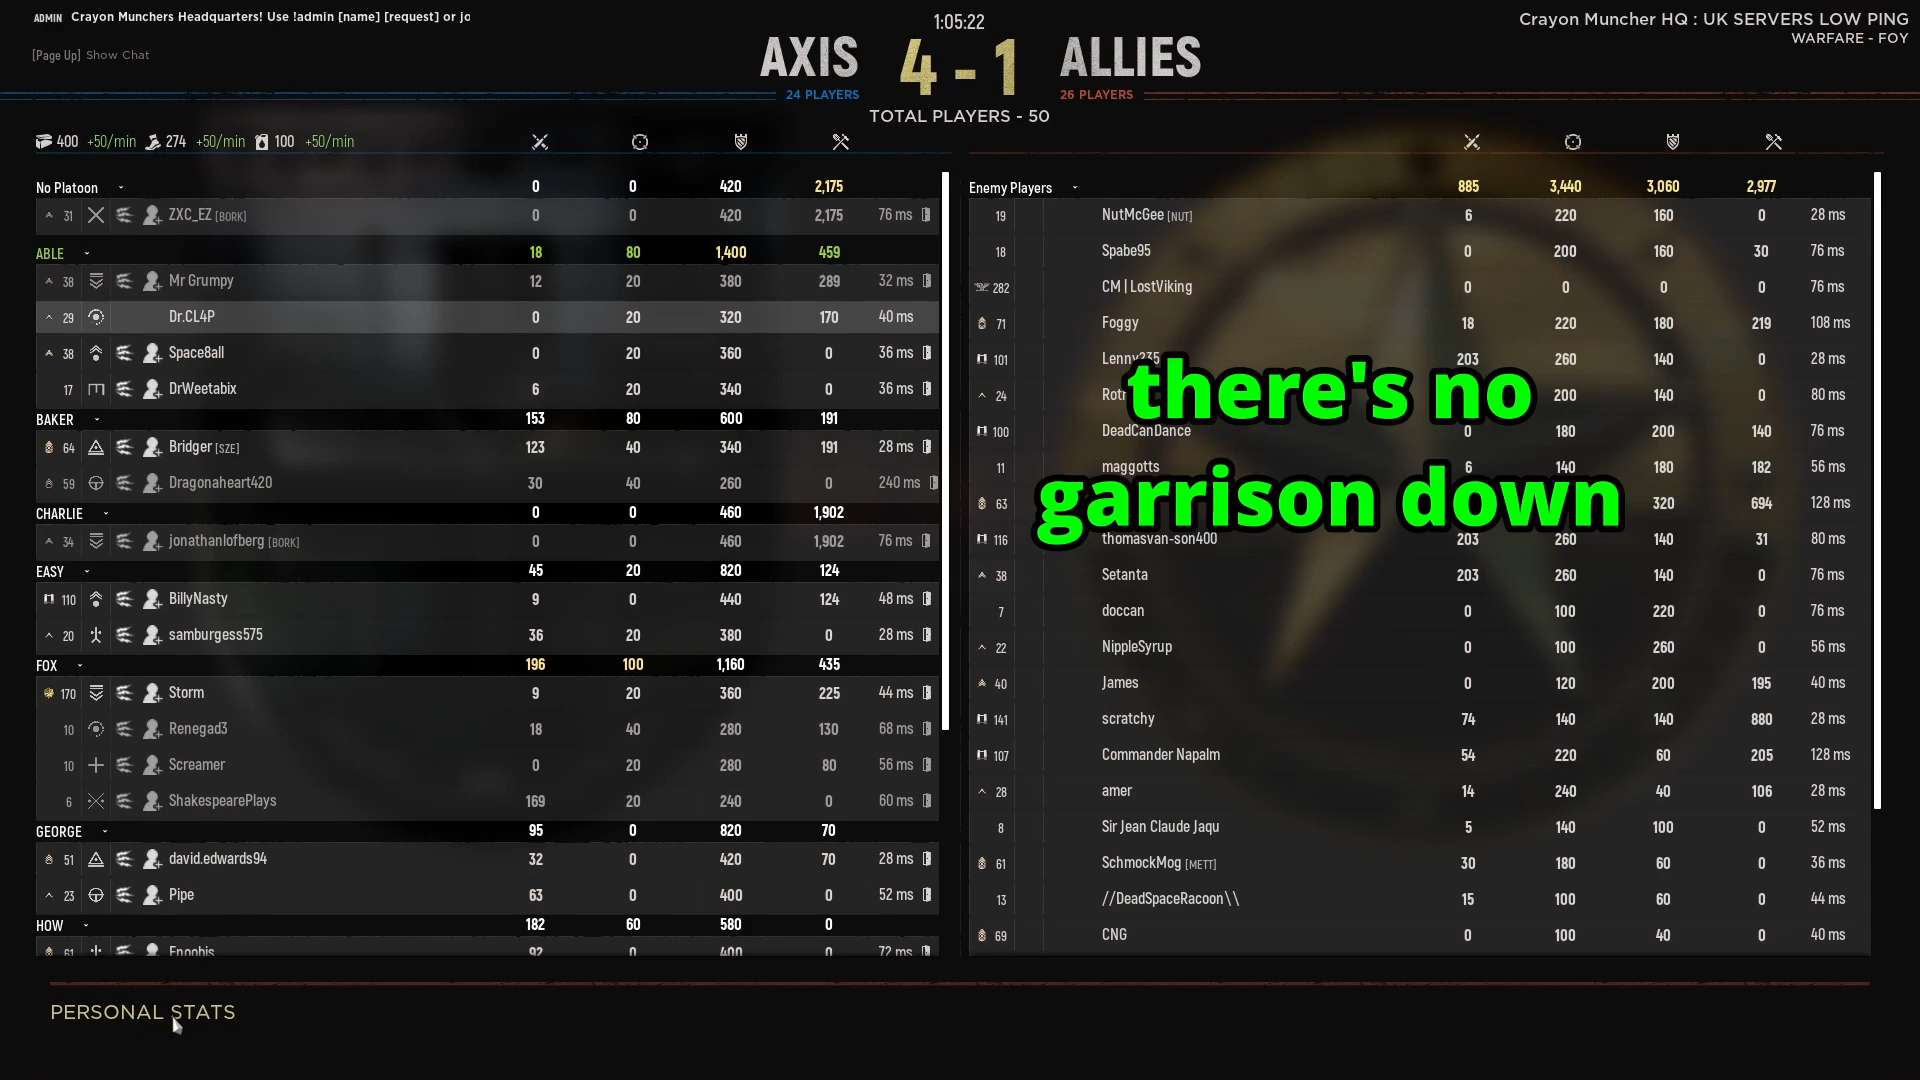 ADMIN Crayon Munchers Headquarters! Use !admin [name] [request] or jo
[Page Up] Show Chat
1:05:22
AXIS 4 - 1 ALLIES
24 PLAYERS 26 PLAYERS
TOTAL PLAYERS - 50
Crayon Muncher HQ : UK SERVERS LOW PING
WARFARE - FOY
400 +50/min 274 +50/min 100 +50/min
No Platoon 0 0 420 2,175
31 ZXC_EZ [BORK] 0 0 420 2,175 76 ms
ABLE 18 80 1,400 459
38 Mr Grumpy 12 20 380 289 32 ms
29 Dr.CL4P 0 20 320 170 40 ms
38 Space8all 0 20 360 0 36 ms
17 DrWeetabix 6 20 340 0 36 ms
BAKER 153 80 600 191
64 Bridger [SZE] 123 40 340 191 28 ms
59 Dragonaheart420 30 40 260 0 240 ms
CHARLIE 0 0 460 1,902
34 jonathanlofberg [BORK] 0 0 460 1,902 76 ms
EASY 45 20 820 124
110 BillyNasty 9 0 440 124 48 ms
20 samburgess575 36 20 380 0 28 ms
FOX 196 100 1,160 435
170 Storm 9 20 360 225 44 ms
10 Renegad3 18 40 280 130 68 ms
10 Screamer 0 20 280 80 56 ms
6 ShakespearePlays 169 20 240 0 60 ms
GEORGE 95 0 820 70
51 david.edwards94 32 0 420 70 28 ms
23 Pipe 63 0 400 0 52 ms
HOW 182 60 580 0
61 Enoobis 92 0 400 0 72 ms
Enemy Players 885 3,440 3,060 2,977
19 NutMcGee [NUT] 6 220 160 0 28 ms
18 Spabe95 0 200 160 30 76 ms
282 CM | LostViking 0 0 0 0 76 ms
71 Foggy 18 220 180 219 108 ms
101 Lenny235 203 260 140 0 28 ms
24 200 140 0 80 ms
there's no
100 DeadCanDance 0 180 200 140 76 ms
11 maggotts 6 140 180 182 56 ms
63 320 694 128 ms
garrison down
116 thomasvan-son400 203 260 140 31 80 ms
38 Setanta 203 260 140 0 76 ms
7 doccan 0 100 220 0 76 ms
22 NippleSyrup 0 100 260 0 56 ms
40 James 0 120 200 195 40 ms
141 scratchy 74 140 140 880 28 ms
107 Commander Napalm 54 220 60 205 128 ms
28 amer 14 240 40 106 28 ms
8 Sir Jean Claude Jaqu 5 140 100 0 52 ms
61 SchmockMog [METT] 30 180 60 0 36 ms
13 //DeadSpaceRacoon\\ 15 100 60 0 44 ms
69 CNG 0 100 40 0 40 ms
PERSONAL STATS